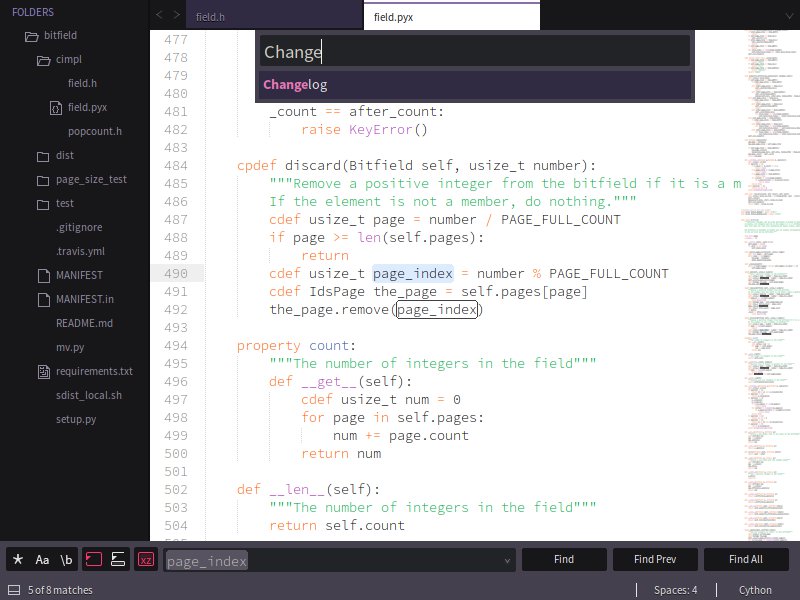 FOLDERS
bitfield
cimpl
field.h
field.pyx
popcount.h
dist
page_size_test
test
.gitignore
.travis.yml
MANIFEST
MANIFEST.in
README.md
mv.py
requirements.txt
sdist_local.sh
setup.py
field.h
field.pyx
Change
Changelog
477
478
479
480
481 _count == after_count:
482 raise KeyError()
483
484 cpdef discard(Bitfield self, usize_t number):
485 """Remove a positive integer from the bitfield if it is a m
486 If the element is not a member, do nothing."""
487 cdef usize_t page = number / PAGE_FULL_COUNT
488 if page >= len(self.pages):
489 return
490 cdef usize_t page_index = number % PAGE_FULL_COUNT
491 cdef IdsPage the_page = self.pages[page]
492 the_page.remove(page_index)
493
494 property count:
495 """The number of integers in the field"""
496 def __get__(self):
497 cdef usize_t num = 0
498 for page in self.pages:
499 num += page.count
500 return num
501
502 def __len__(self):
503 """The number of integers in the field"""
504 return self.count
* Aa \b xz page_index Find Find Prev Find All
5 of 8 matches Spaces: 4 Cython